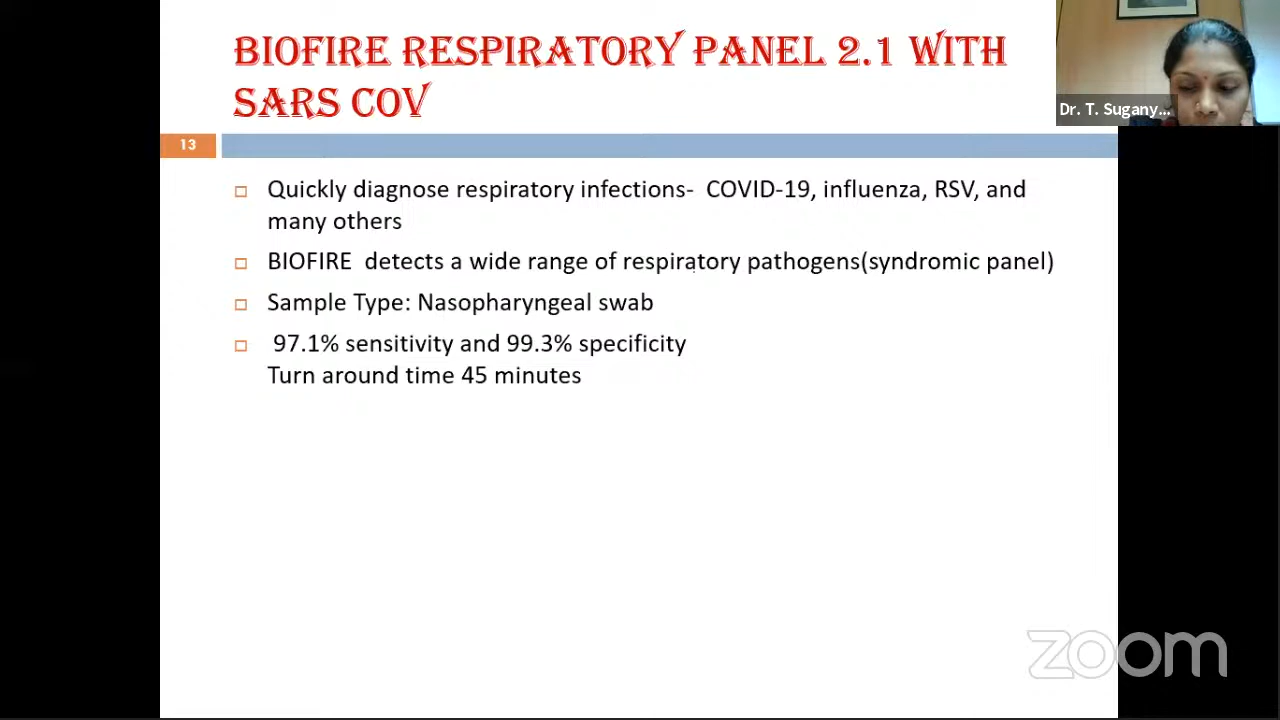 BIOFIRE RESPIRATORY PANEL 2.1 WITH
SARS COV
Dr. T. Sugany...
13
Quickly diagnose respiratory infections-  COVID-19, influenza, RSV, and
many others
BIOFIRE  detects a wide range of respiratory pathogens(syndromic panel)
Sample Type: Nasopharyngeal swab
97.1% sensitivity and 99.3% specificity
Turn around time 45 minutes
zoom